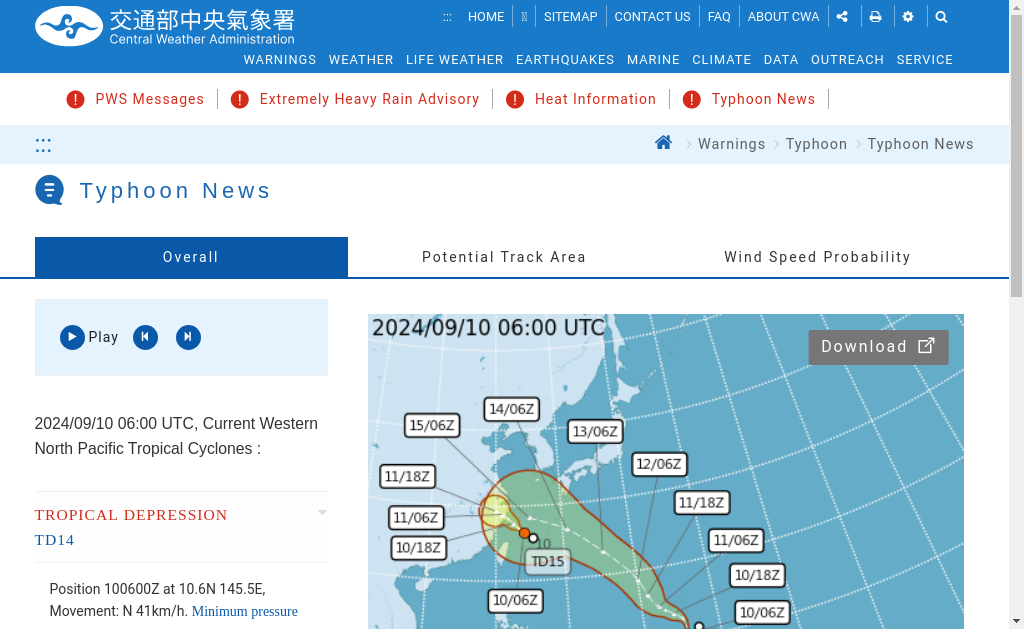 交通部中央氣象署
Central Weather Administration
::: HOME SITEMAP CONTACT US FAQ ABOUT CWA
WARNINGS WEATHER LIFE WEATHER EARTHQUAKES MARINE CLIMATE DATA OUTREACH SERVICE
PWS Messages Extremely Heavy Rain Advisory Heat Information Typhoon News
::: Warnings Typhoon Typhoon News
Typhoon News
Overall Potential Track Area Wind Speed Probability
Play
2024/09/10 06:00 UTC, Current Western
North Pacific Tropical Cyclones :
TROPICAL DEPRESSION
TD14
Position 100600Z at 10.6N 145.5E,
Movement: N 41km/h. Minimum pressure
2024/09/10 06:00 UTC
Download
14/06Z
15/06Z
13/06Z
12/06Z
11/18Z
11/18Z
11/06Z
11/06Z
10/18Z
10
TD15
10/18Z
10/06Z
10/06Z